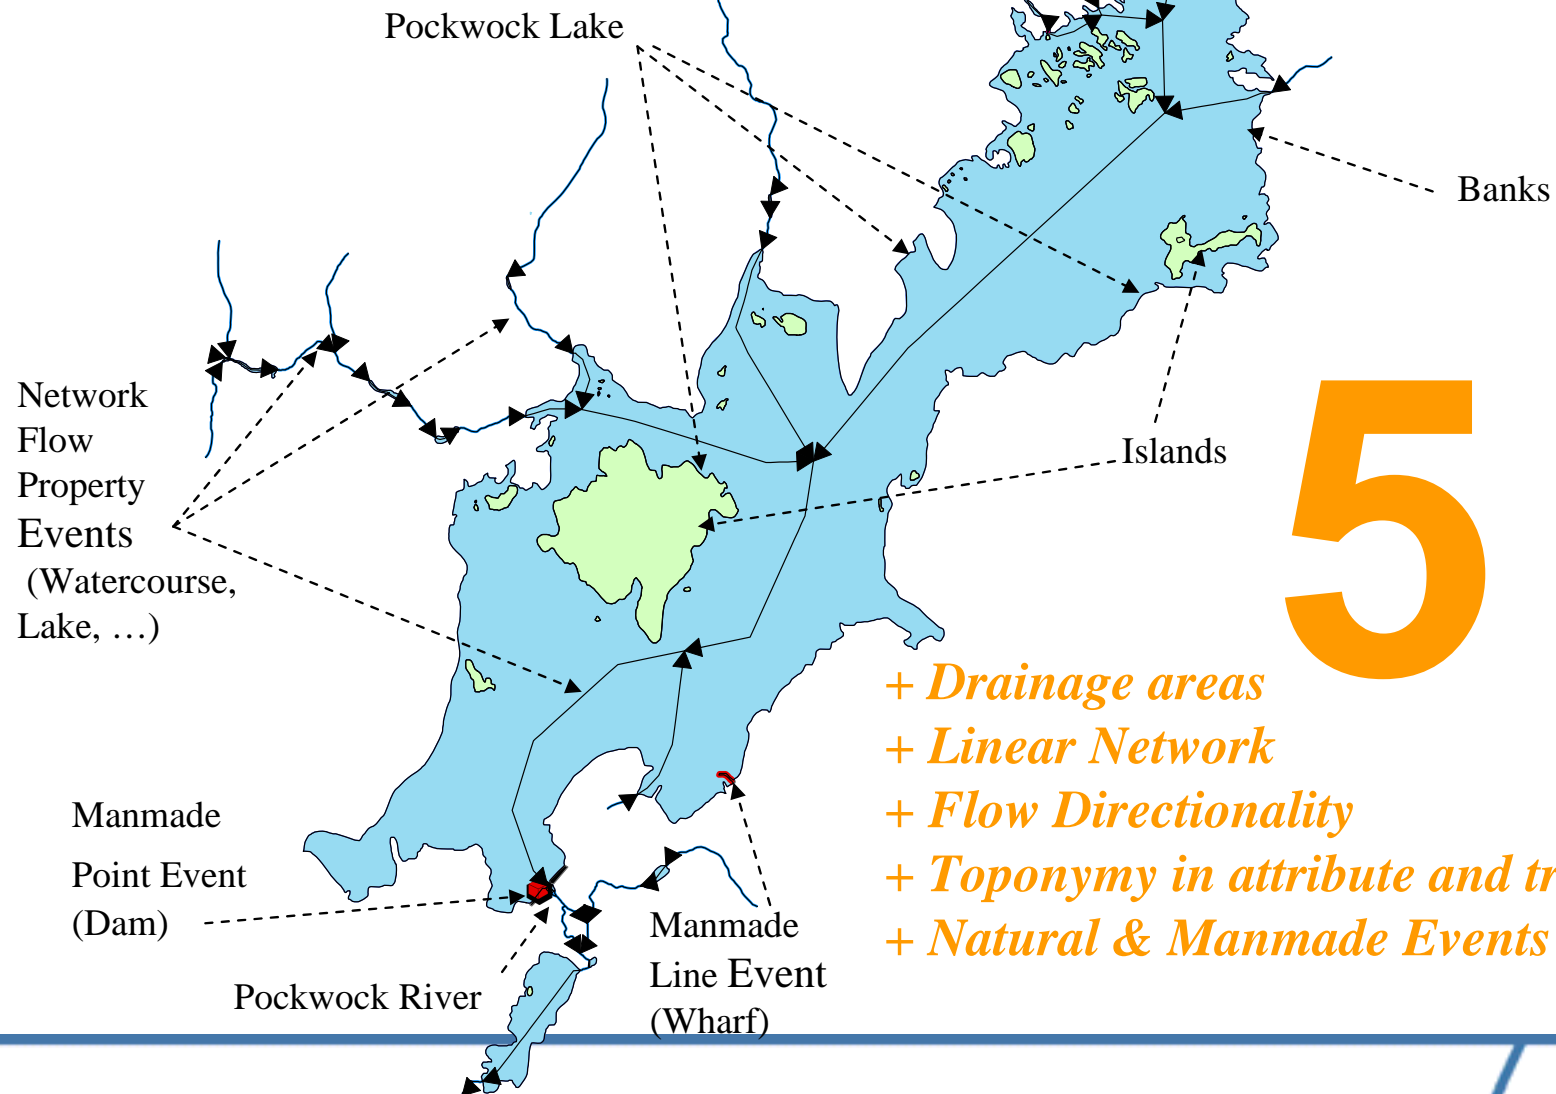 Pockwock Lake
Banks
Network
Flow
Property
Events
(Watercourse,
Lake, …)
Islands
5
+ Drainage areas
+ Linear Network
+ Flow Directionality
+ Toponymy in attribute and
+ Natural & Manmade Events
Manmade
Point Event
(Dam)
Manmade
Line Event
(Wharf)
Pockwock River